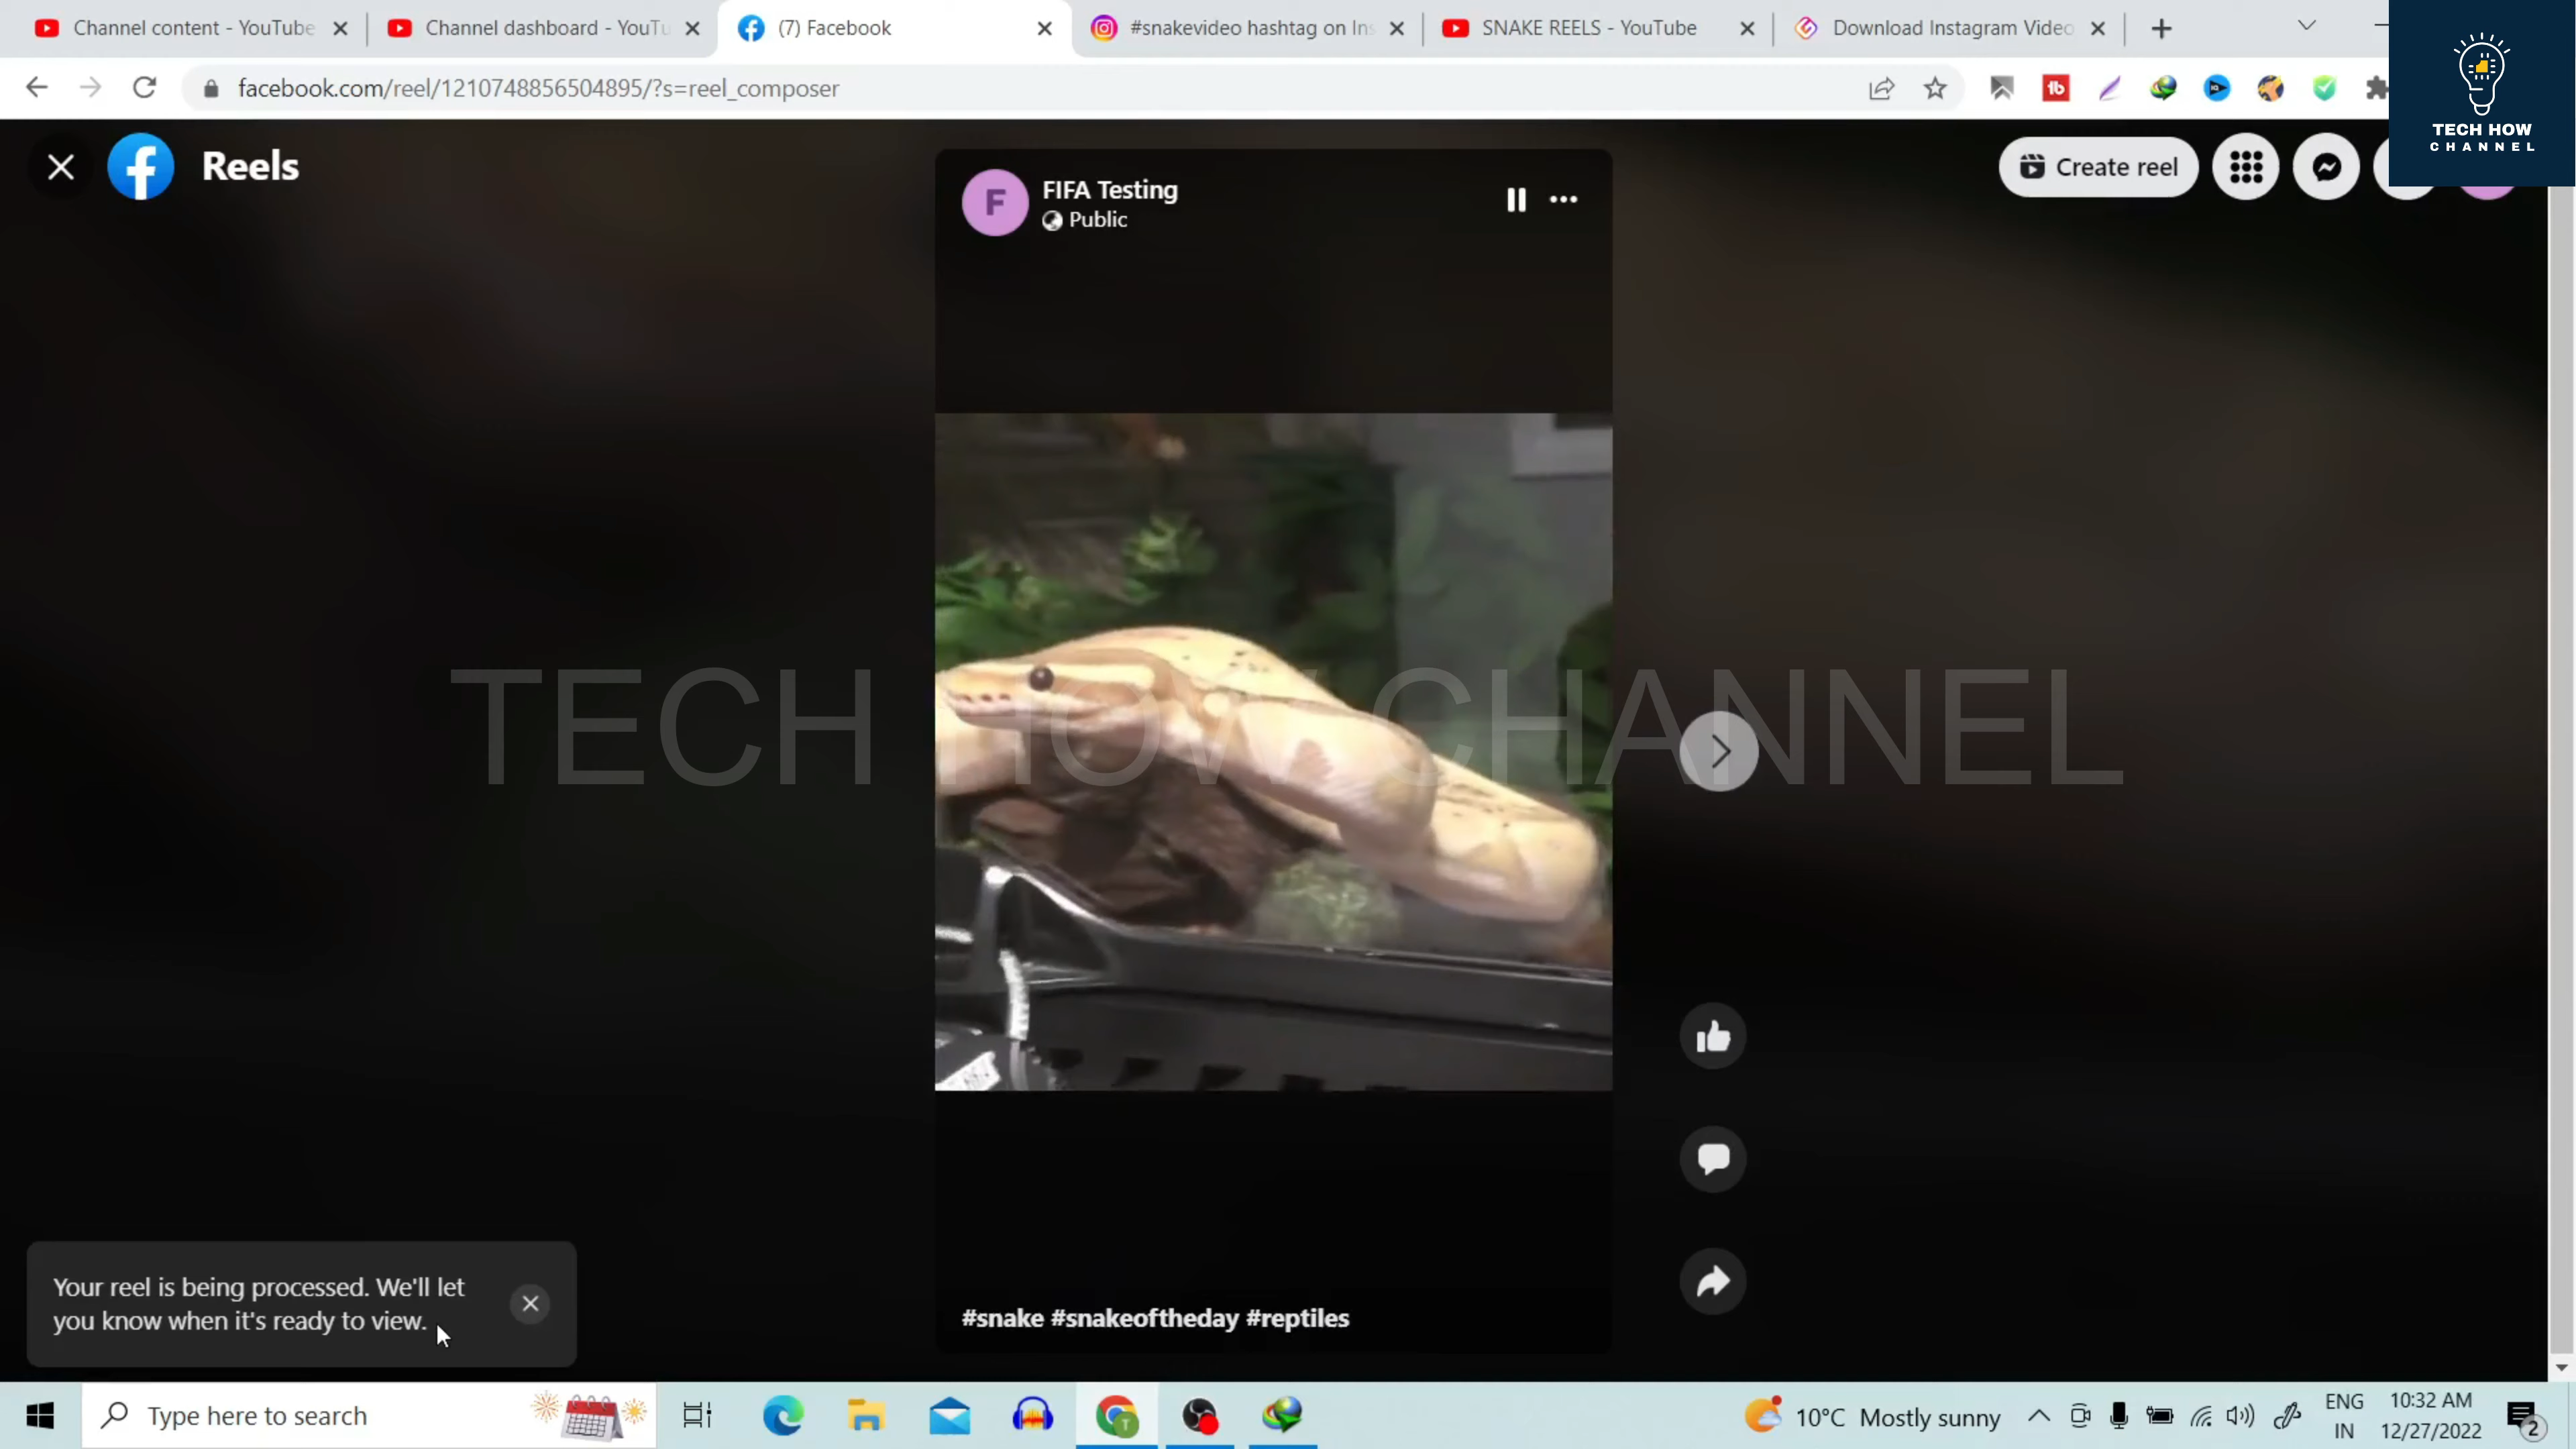 Channel content - YouTube
Channel dashboard - YouTu
(7) Facebook
#snakevideo hashtag on Ins
SNAKE REELS - YouTube
Download Instagram Video
facebook.com/reel/1210748856504895/?s=reel_composer
TECH HOW
CHANNEL
Reels
Create reel
F
FIFA Testing
Public
TECH HOW CHANNEL
Your reel is being processed. We'll let
you know when it's ready to view.
#snake #snakeoftheday #reptiles
Type here to search
10°C Mostly sunny
ENG
IN
10:32 AM
12/27/2022
2